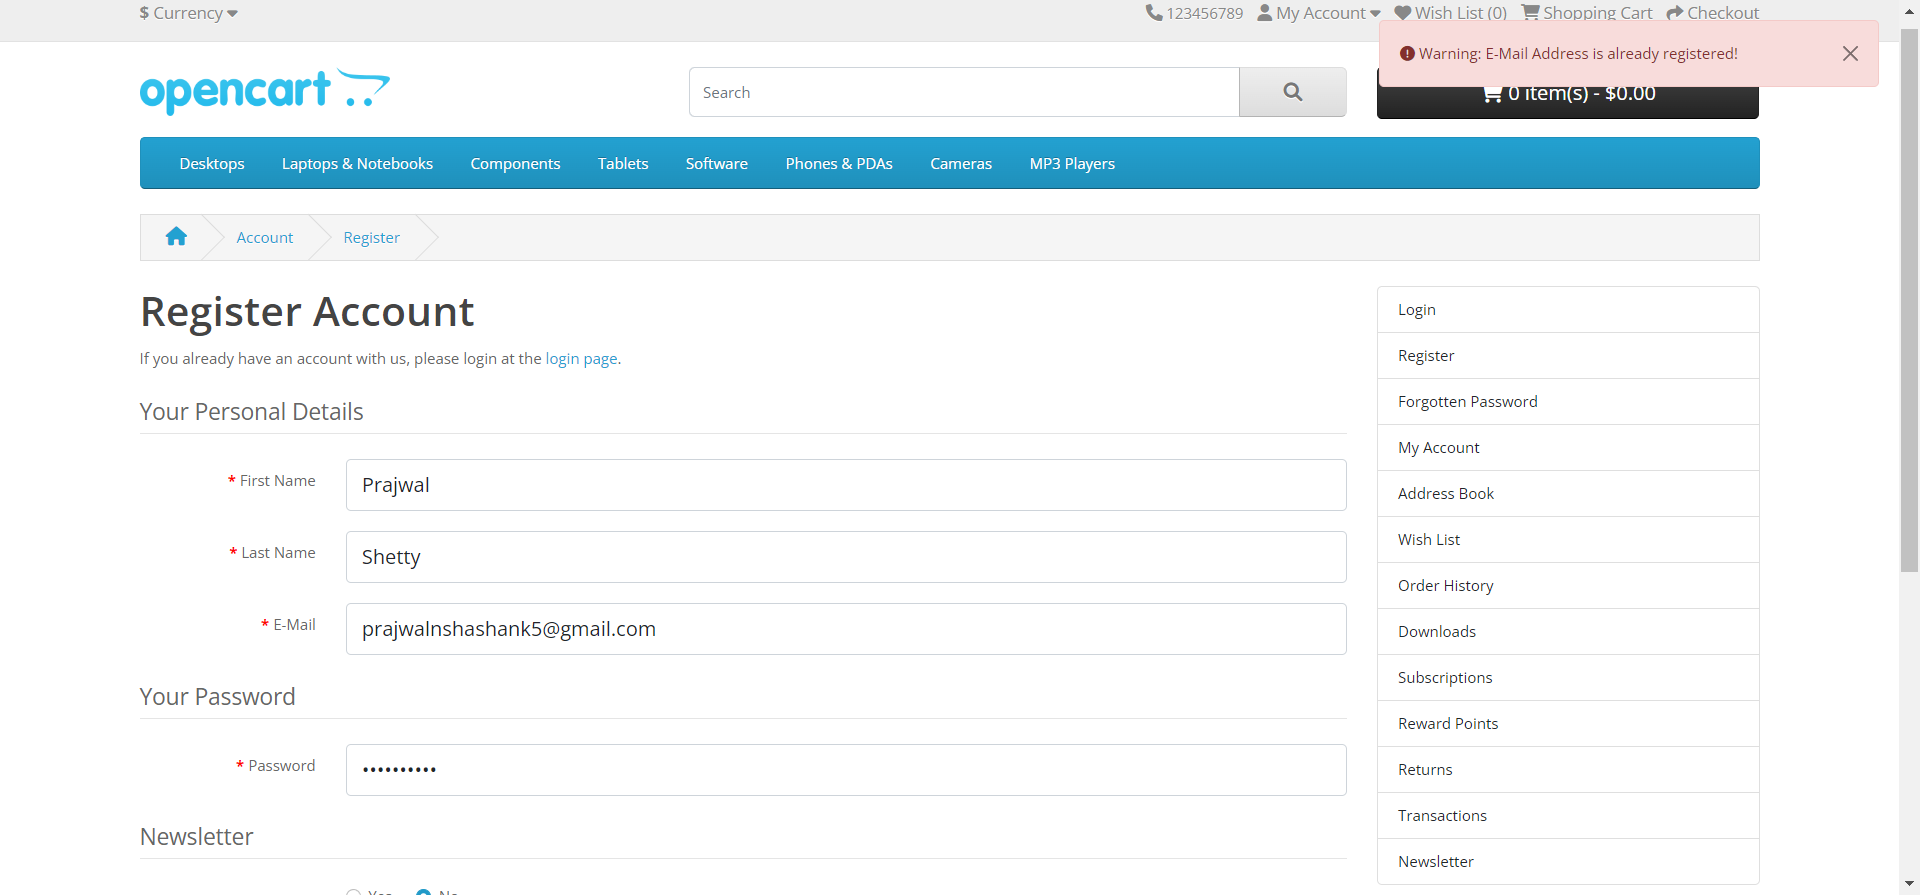 $ Currency
123456789 My Account Wish List (0) Shopping Cart Checkout
Warning: E-Mail Address is already registered!
opencart
Search
0 item(s) - $0.00
Desktops Laptops & Notebooks Components Tablets Software Phones & PDAs Cameras MP3 Players
Account Register
Register Account
If you already have an account with us, please login at the login page.
Your Personal Details
* First Name Prajwal
* Last Name Shetty
* E-Mail prajwalnshashank5@gmail.com
Your Password
* Password ••••••••••
Newsletter
Yes No
Login
Register
Forgotten Password
My Account
Address Book
Wish List
Order History
Downloads
Subscriptions
Reward Points
Returns
Transactions
Newsletter